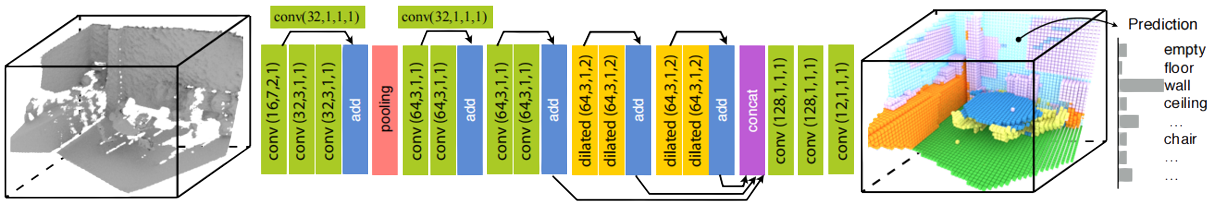 conv(32,1,1,1)
conv(32,1,1,1)
conv (16,7,2,1)
conv (32,3,1,1)
conv (32,3,1,1)
add
pooling
conv (64,3,1,1)
conv (64,3,1,1)
add
conv (64,3,1,1)
conv (64,3,1,1)
add
dilated (64,3,1,2)
dilated (64,3,1,2)
add
dilated (64,3,1,2)
dilated (64,3,1,2)
add
concat
conv (128,1,1,1)
conv (128,1,1,1)
conv (12,1,1,1)
Prediction
empty
floor
wall
ceiling
...
chair
...
...